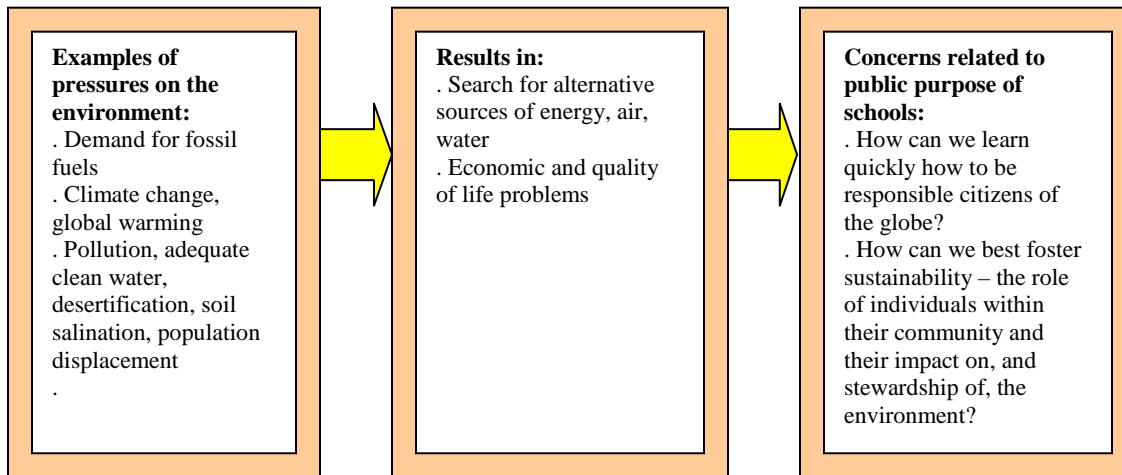 Examples of
pressures on the
environment:
. Demand for fossil
fuels
. Climate change,
global warming
. Pollution, adequate
clean water,
desertification, soil
salination, population
displacement
.
Results in:
. Search for alternative
sources of energy, air,
water
. Economic and quality
of life problems
Concerns related to
public purpose of
schools:
. How can we learn
quickly how to be
responsible citizens of
the globe?
. How can we best foster
sustainability – the role
of individuals within
their community and
their impact on, and
stewardship of, the
environment?